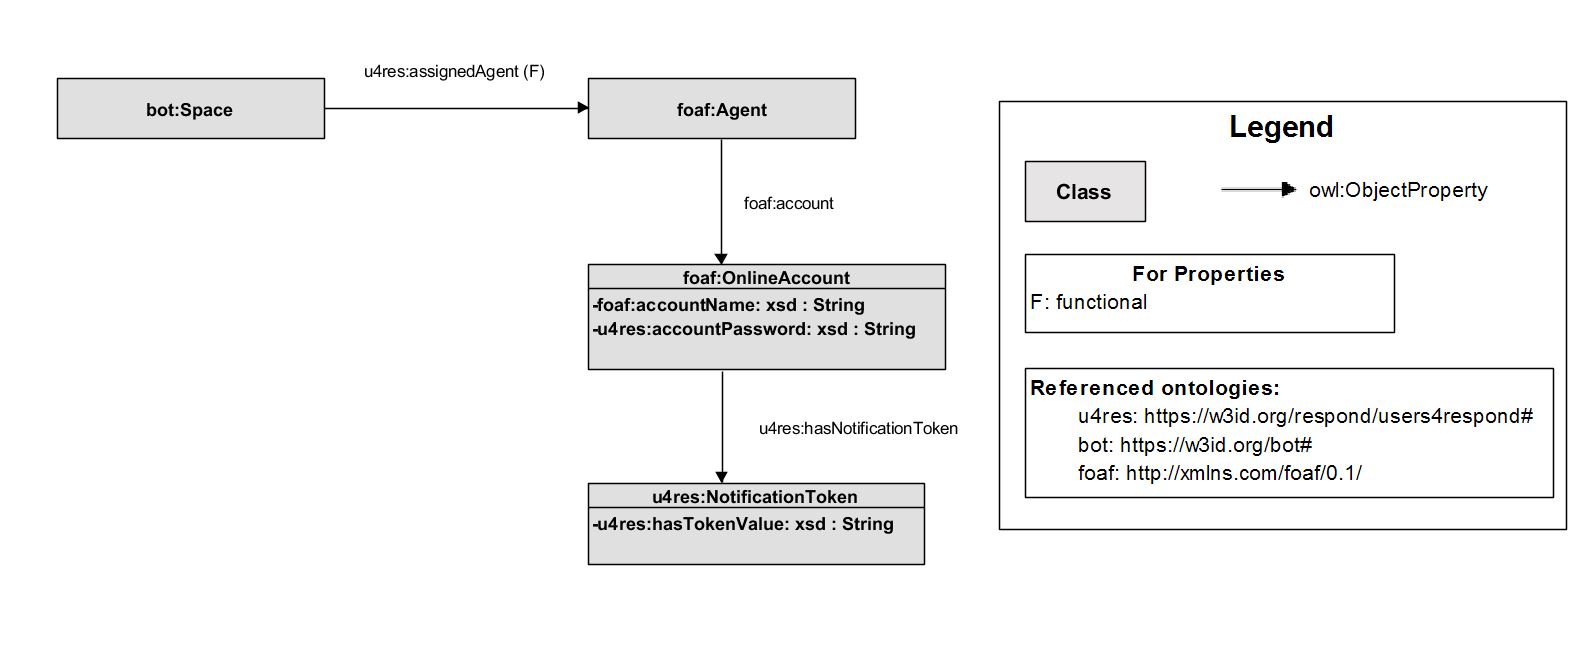 u4res:assignedAgent (F)
bot:Space
foaf:Agent
foaf:account
foaf:OnlineAccount
-foaf:accountName: xsd : String
-u4res:accountPassword: xsd : String
u4res:hasNotificationToken
u4res:NotificationToken
-u4res:hasTokenValue: xsd : String
Legend
Class
owl:ObjectProperty
For Properties
F: functional
Referenced ontologies:
u4res: https://w3id.org/respond/users4respond#
bot: https://w3id.org/bot#
foaf: http://xmlns.com/foaf/0.1/